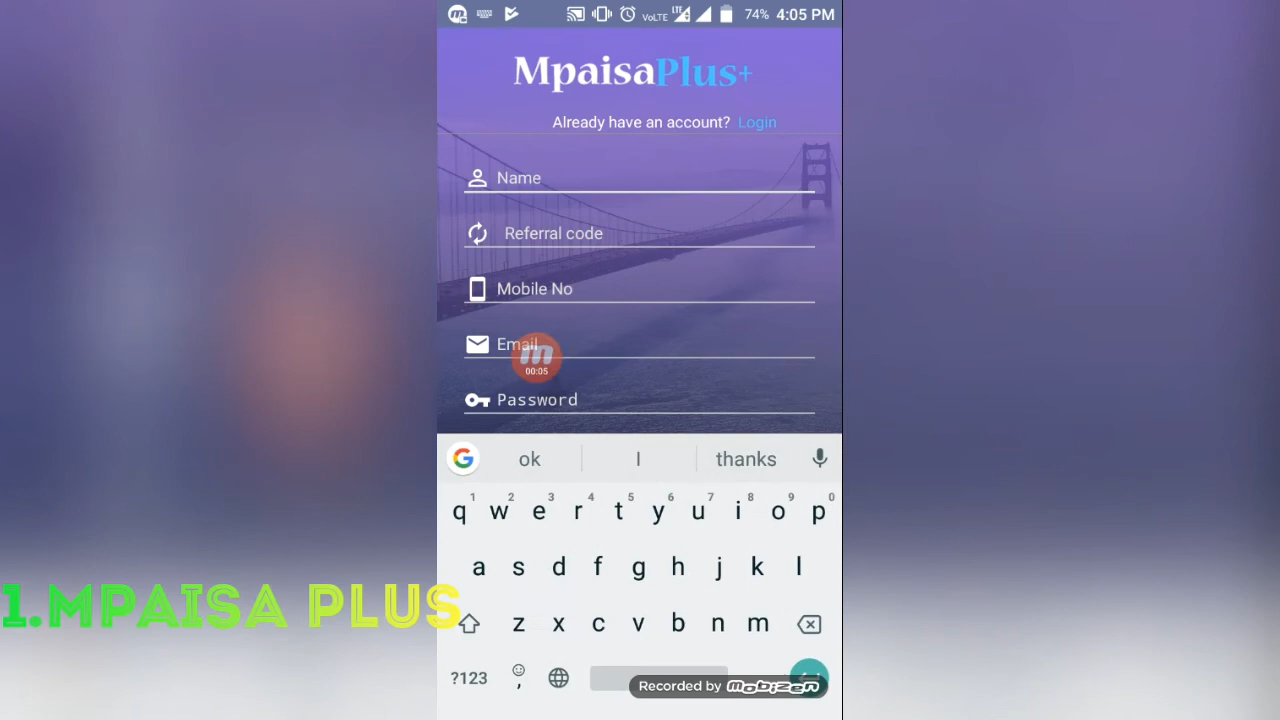 VoLTE LTE 74% 4:05 PM
MpaisaPlus+
Already have an account? Login
Name
Referral code
Mobile No
Email
m
00:05
Password
G ok I thanks
1 2 3 4 5 6 7 8 9 0
q w e r t y u i o p
a s d f g h j k l
1.MPAISA PLUS
z x c v b n m
?123 ,
Recorded by mobizen